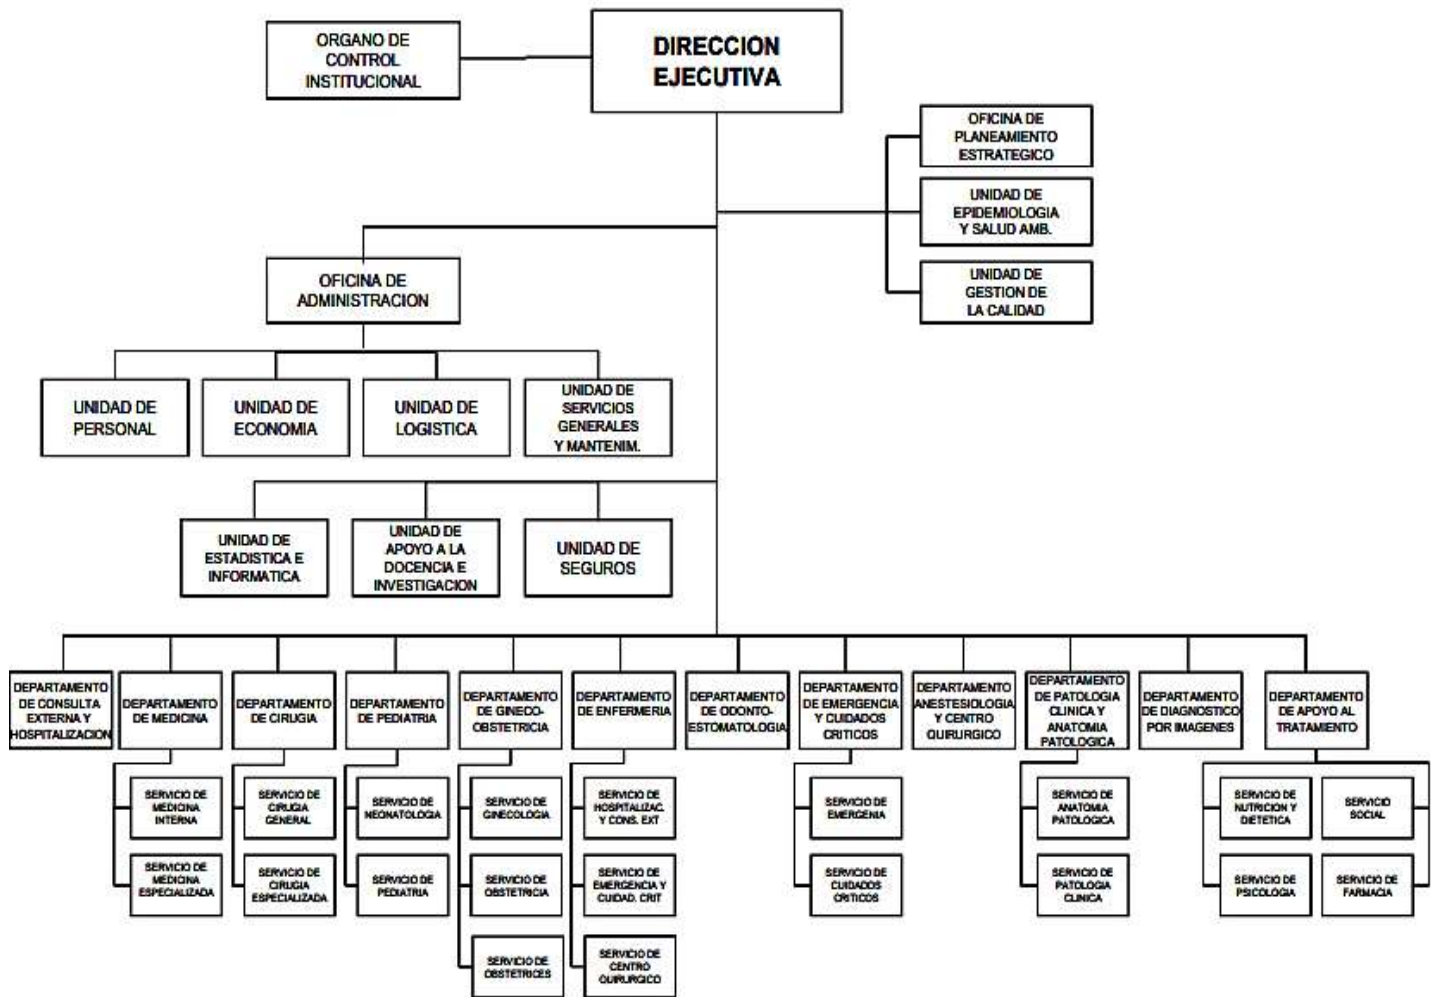 ORGANO DE
CONTROL
INSTITUCIONAL
DIRECCION
EJECUTIVA
OFICINA DE
PLANEAMIENTO
ESTRATEGICO
UNIDAD DE
EPIDEMIOLOGIA
Y SALUD AMB.
UNIDAD DE
GESTION DE
LA CALIDAD
OFICINA DE
ADMINISTRACION
UNIDAD DE
PERSONAL
UNIDAD DE
ECONOMIA
UNIDAD DE
LOGISTICA
UNIDAD DE
SERVICIOS
GENERALES
Y MANTENIM.
UNIDAD DE
ESTADISTICA E
INFORMATICA
UNIDAD DE
APOYO A LA
DOCENCIA E
INVESTIGACION
UNIDAD DE
SEGUROS
DEPARTAMENTO
DE CONSULTA
EXTERNA Y
HOSPITALIZACION
DEPARTAMENTO
DE MEDICINA
DEPARTAMENTO
DE CIRUGIA
DEPARTAMENTO
DE PEDIATRIA
DEPARTAMENTO
DE GINECO-
OBSTETRICIA
DEPARTAMENTO
DE ENFERMERIA
DEPARTAMENTO
DE ODONTO-
ESTOMATOLOGIA
DEPARTAMENTO
DE EMERGENCIA
Y CUIDADOS
CRITICOS
DEPARTAMENTO
ANESTESIOLOGIA
Y CENTRO
QUIRURGICO
DEPARTAMENTO
DE PATOLOGIA
CLINICA Y
ANATOMIA
PATOLOGICA
DEPARTAMENTO
DE DIAGNOSTICO
POR IMAGENES
DEPARTAMENTO
DE APOYO AL
TRATAMIENTO
SERVICIO DE
MEDICINA
INTERNA
SERVICIO DE
CIRUGIA
GENERAL
SERVICIO DE
NEONATOLOGIA
SERVICIO DE
GINECOLOGIA
SERVICIO DE
HOSPITALIZAC.
Y CONS. EXT
SERVICIO DE
EMERGENIA
SERVICIO DE
ANATOMIA
PATOLOGICA
SERVICIO DE
NUTRICION Y
DIETETICA
SERVICIO
SOCIAL
SERVICIO DE
MEDICINA
ESPECIALIZADA
SERVICIO DE
CIRUGIA
ESPECIALIZADA
SERVICIO DE
PEDIATRIA
SERVICIO DE
OBSTETRICIA
SERVICIO DE
EMERGENCIA Y
CUIDAD. CRIT
SERVICIO DE
CUIDADOS
CRITICOS
SERVICIO DE
PATOLOGIA
CLINICA
SERVICIO DE
PSICOLOGIA
SERVICIO DE
FARMACIA
SERVICIO DE
OBSTETRICES
SERVICIO DE
CENTRO
QUIRURGICO